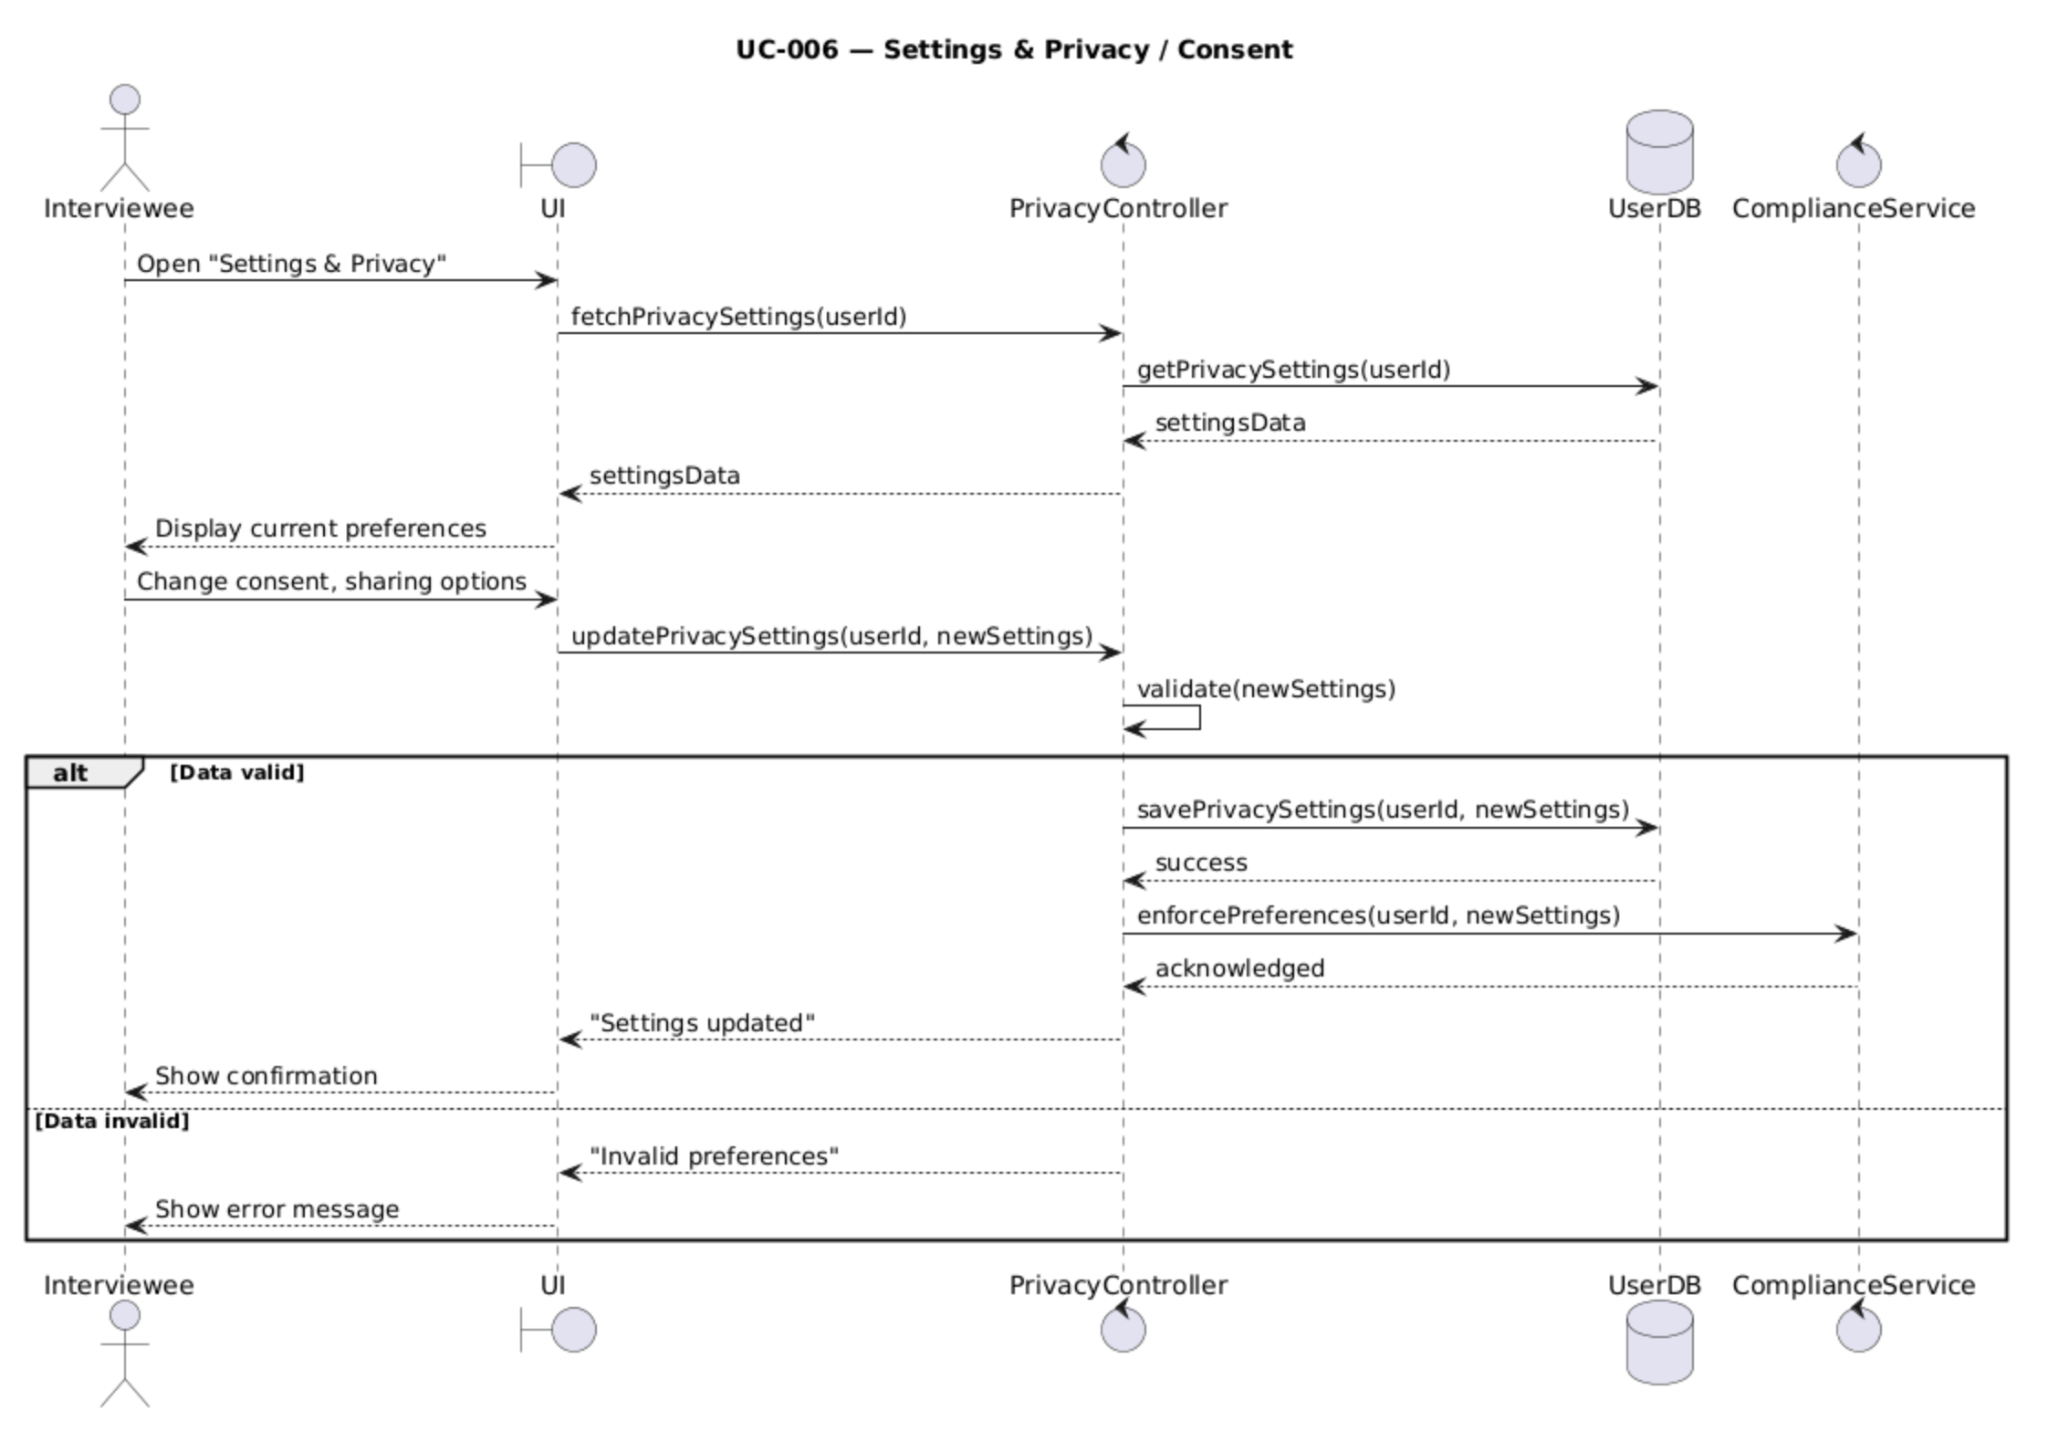 UC-006 — Settings & Privacy / Consent
Interviewee
UI
PrivacyController
UserDB
ComplianceService
Open "Settings & Privacy"
fetchPrivacySettings(userId)
getPrivacySettings(userId)
settingsData
settingsData
Display current preferences
Change consent, sharing options
updatePrivacySettings(userId, newSettings)
validate(newSettings)
alt
[Data valid]
savePrivacySettings(userId, newSettings)
success
enforcePreferences(userId, newSettings)
acknowledged
"Settings updated"
Show confirmation
[Data invalid]
"Invalid preferences"
Show error message
Interviewee
UI
PrivacyController
UserDB
ComplianceService